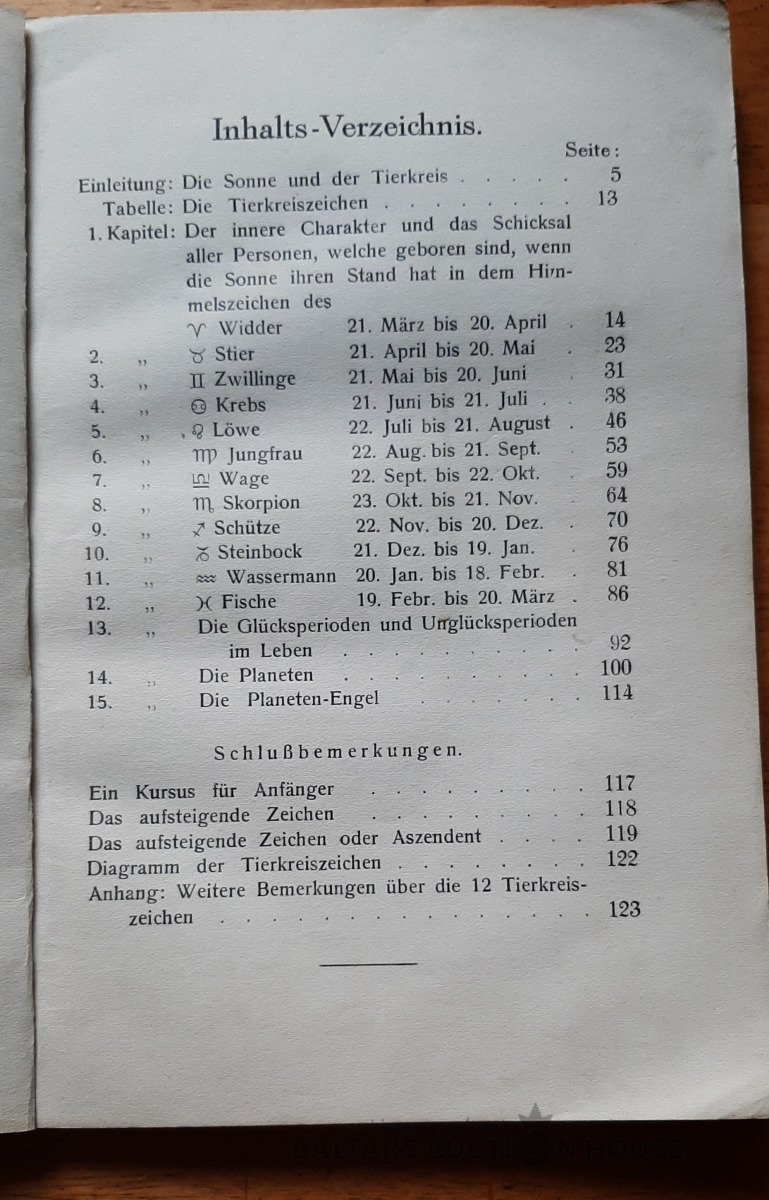 Inhalts-Verzeichnis.
Seite:
Einleitung: Die Sonne und der Tierkreis . . . . . 5
Tabelle: Die Tierkreiszeichen . . . . . . . . 13
1. Kapitel: Der innere Charakter und das Schicksal
aller Personen, welche geboren sind, wenn
die Sonne ihren Stand hat in dem Him-
melszeichen des
♈ Widder 21. März bis 20. April . 14
2. „ ♉ Stier 21. April bis 20. Mai . 23
3. „ ♊ Zwillinge 21. Mai bis 20. Juni . 31
4. „ ♋ Krebs 21. Juni bis 21. Juli . . 38
5. „ ♌ Löwe 22. Juli bis 21. August . 46
6. „ ♍ Jungfrau 22. Aug. bis 21. Sept. . 53
7. „ ♎ Wage 22. Sept. bis 22. Okt. . 59
8. „ ♏ Skorpion 23. Okt. bis 21. Nov. . 64
9. „ ♐ Schütze 22. Nov. bis 20. Dez. . 70
10. „ ♑ Steinbock 21. Dez. bis 19. Jan. . 76
11. „ ♒ Wassermann 20. Jan. bis 18. Febr. . 81
12. „ ♓ Fische 19. Febr. bis 20. März . 86
13. „ Die Glücksperioden und Unglücksperioden
im Leben . . . . . . . . . . 92
14. „ Die Planeten . . . . . . . . . . 100
15. „ Die Planeten-Engel . . . . . . . 114
Schlußbemerkungen.
Ein Kursus für Anfänger . . . . . . . . . 117
Das aufsteigende Zeichen . . . . . . . . . 118
Das aufsteigende Zeichen oder Aszendent . . . . 119
Diagramm der Tierkreiszeichen . . . . . . . . 122
Anhang: Weitere Bemerkungen über die 12 Tierkreis-
zeichen . . . . . . . . . . . . . . . 123
BALTARS AUCTION HOUSE